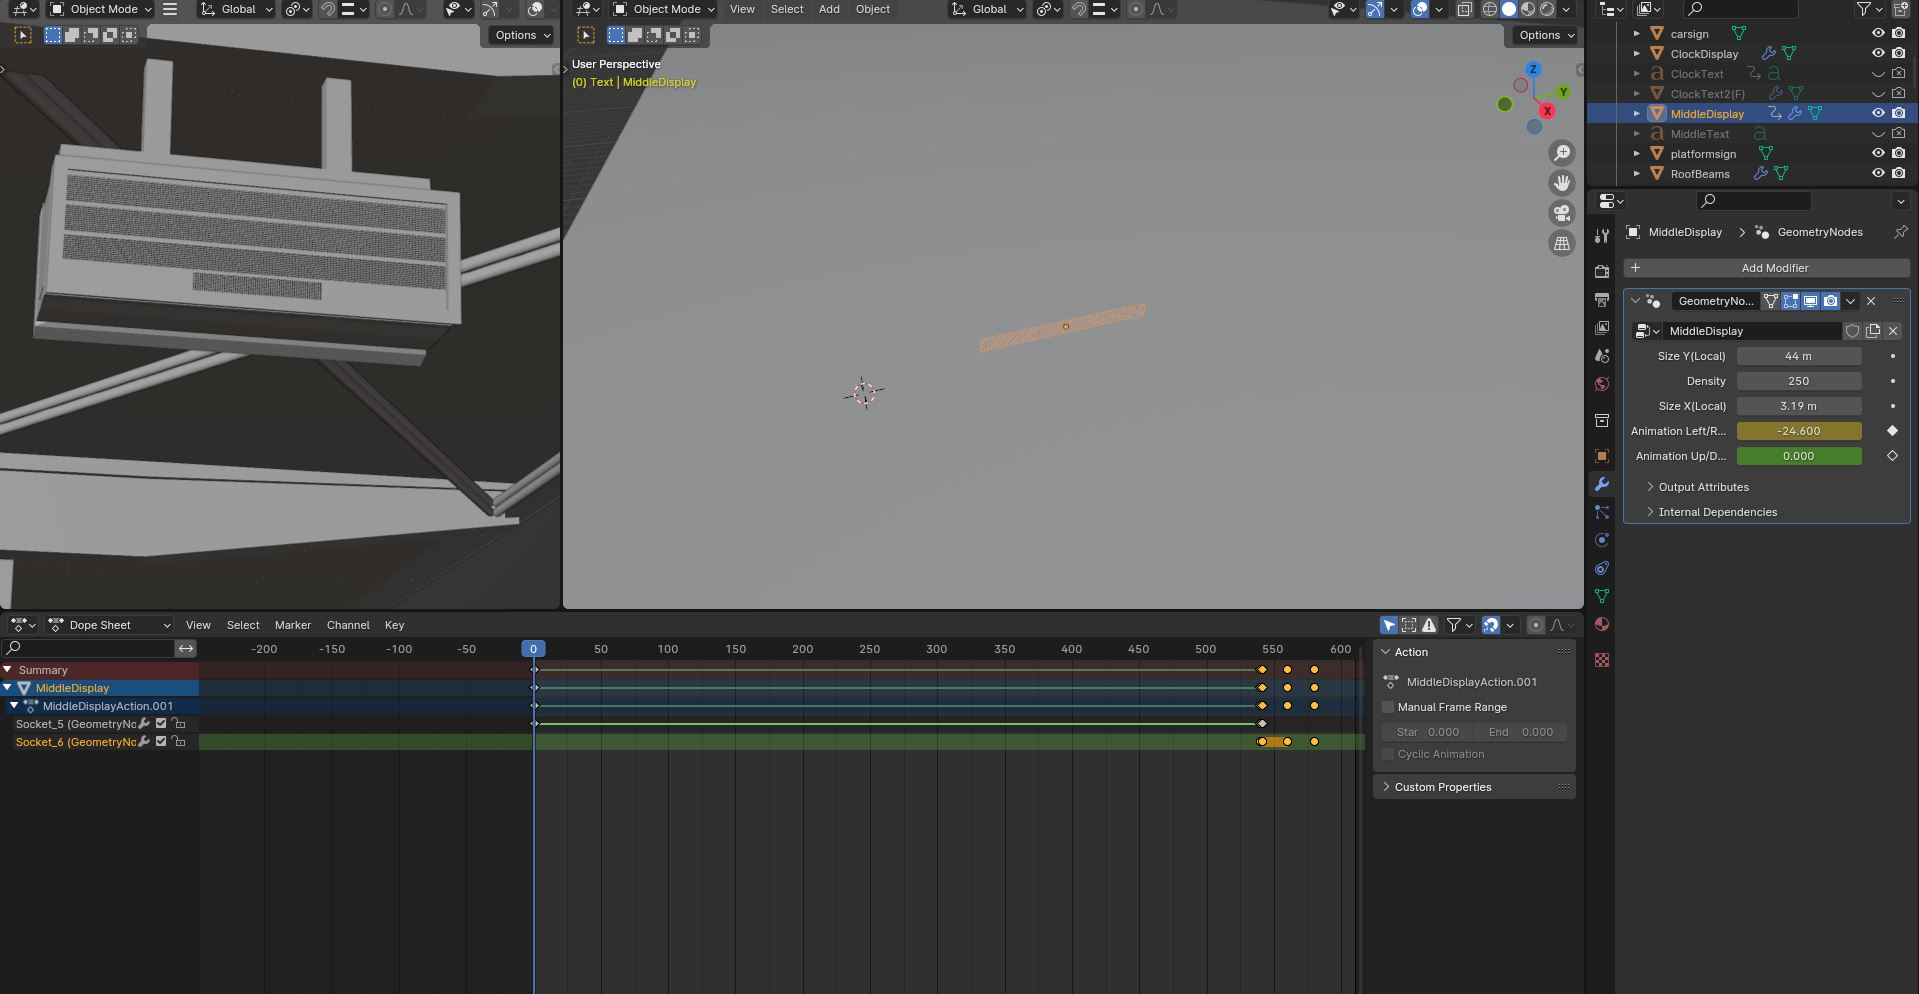 Object Mode
Global
Options
Object Mode
View
Select
Add
Object
Global
Options
User Perspective
(0) Text | MiddleDisplay
Z
Y
X
carsign
ClockDisplay
ClockText
ClockText2(F)
MiddleDisplay
MiddleText
platformsign
RoofBeams
MiddleDisplay > GeometryNodes
+ Add Modifier
GeometryNo...
MiddleDisplay
Size Y(Local) 44 m
Density 250
Size X(Local) 3.19 m
Animation Left/R... -24.600
Animation Up/D... 0.000
Output Attributes
Internal Dependencies
Dope Sheet
View
Select
Marker
Channel
Key
-200 -150 -100 -50 0 50 100 150 200 250 300 350 400 450 500 550 600
Summary
MiddleDisplay
MiddleDisplayAction.001
Socket_5 (GeometryNo
Socket_6 (GeometryNo
Action
MiddleDisplayAction.001
Manual Frame Range
Star 0.000 End 0.000
Cyclic Animation
Custom Properties